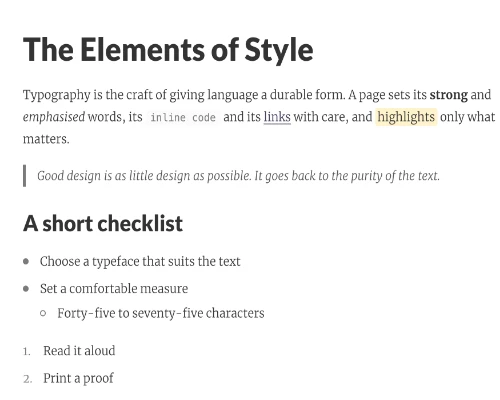 The Elements of Style
Typography is the craft of giving language a durable form. A page sets its strong and
emphasised words, its inline code and its links with care, and highlights only what
matters.
Good design is as little design as possible. It goes back to the purity of the text.
A short checklist
Choose a typeface that suits the text
Set a comfortable measure
Forty-five to seventy-five characters
1. Read it aloud
2. Print a proof